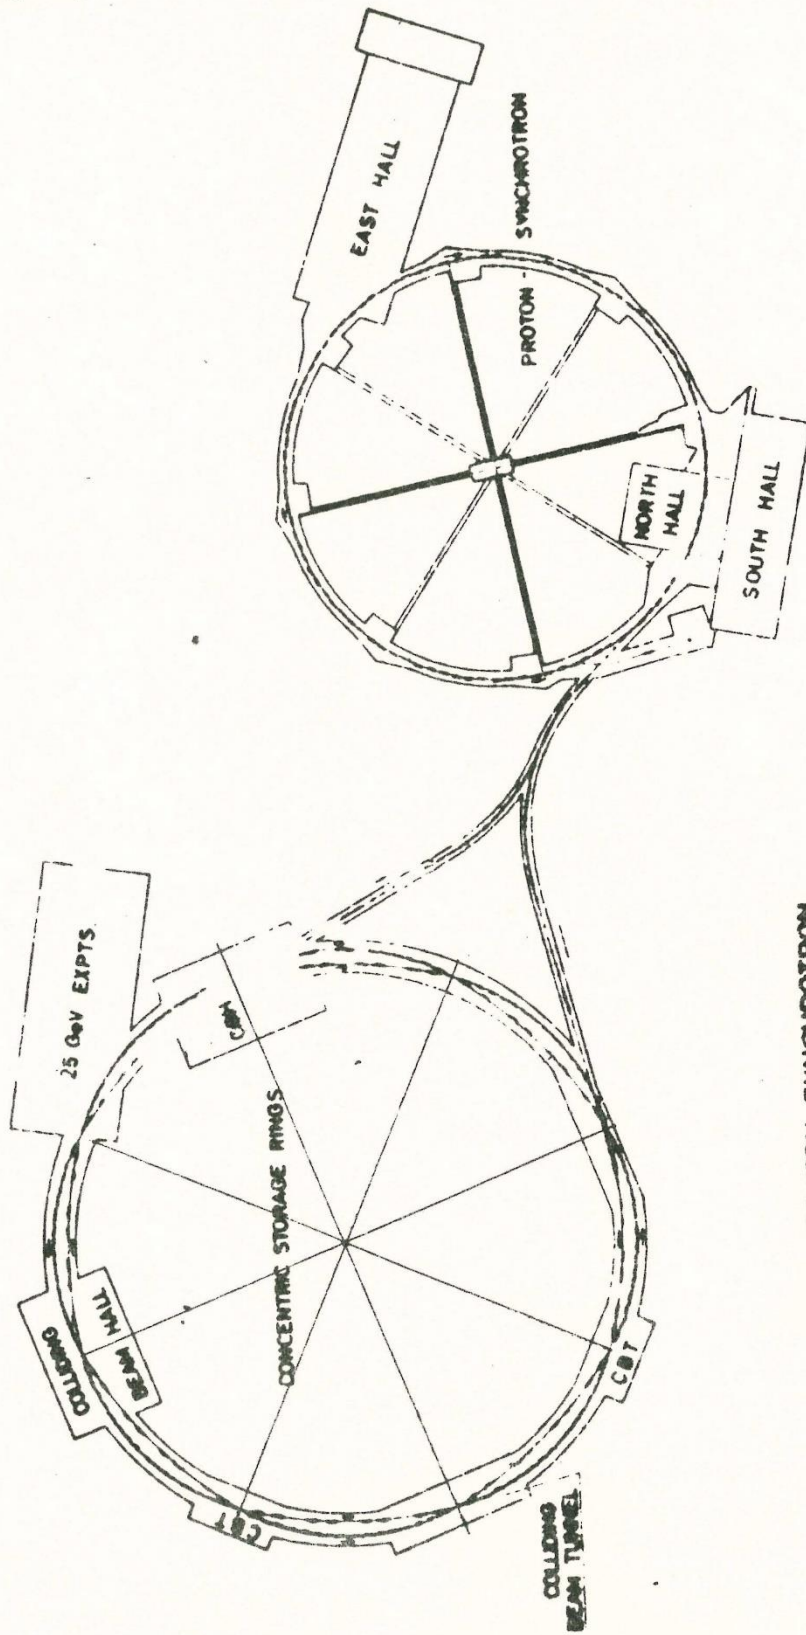 EAST HALL
PROTON - SYNCHROTRON
NORTH
HALL
SOUTH HALL
25 GeV EXPTS.
CONCENTRIC STORAGE RINGS
COLLIDING
BEAM HALL
CBT
CBT
COLLIDING
BEAM TUNNEL